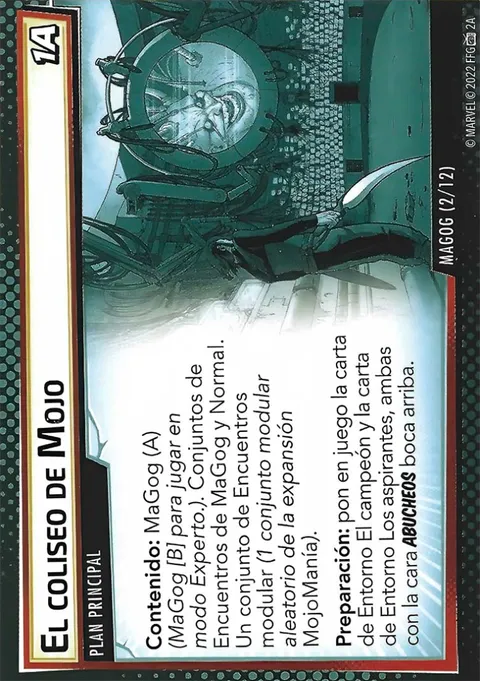 El coliseo de Mojo
1A
PLAN PRINCIPAL
Contenido: MaGog (A)
(MaGog [B] para jugar en
modo Experto.). Conjuntos de
Encuentros de MaGog y Normal.
Un conjunto de Encuentros
modular (1 conjunto modular
aleatorio de la expansión
MojoManía).
Preparación: pon en juego la carta
de Entorno El campeón y la carta
de Entorno Los aspirantes, ambas
con la cara ABUCHEOS boca arriba.
MAGOG (2/12)
© MARVEL © 2022 FFG 2A